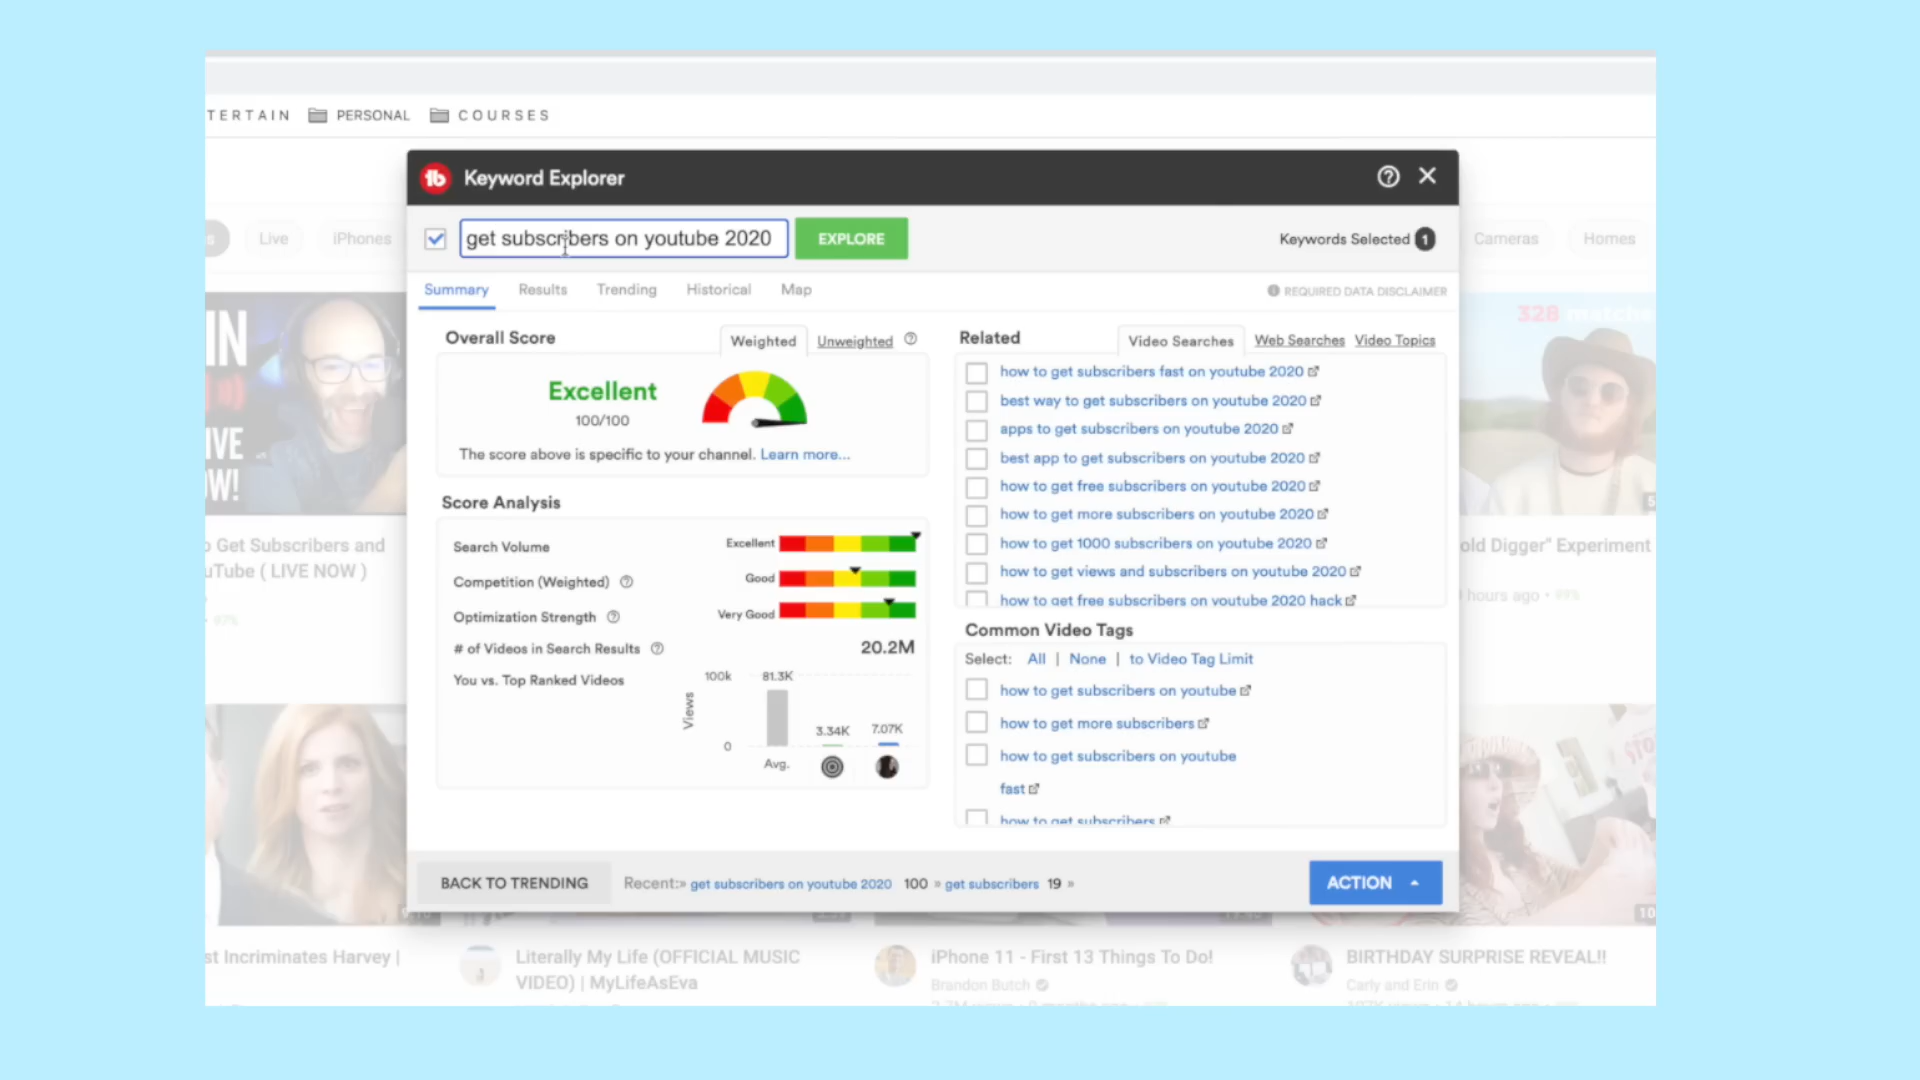 TERTAIN PERSONAL COURSES
Keyword Explorer
get subscribers on youtube 2020 EXPLORE Keywords Selected 1
s Live iPhones Cameras Homes
Summary Results Trending Historical Map REQUIRED DATA DISCLAIMER
Overall Score Weighted Unweighted
Excellent
100/100
The score above is specific to your channel. Learn more...
Score Analysis
Search Volume Excellent
Competition (Weighted) Good
Optimization Strength Very Good
# of Videos in Search Results 20.2M
You vs. Top Ranked Videos
Views
100k 81.3K
3.34K 7.07K
0
Avg.
Related Video Searches Web Searches Video Topics
how to get subscribers fast on youtube 2020
best way to get subscribers on youtube 2020
apps to get subscribers on youtube 2020
best app to get subscribers on youtube 2020
how to get free subscribers on youtube 2020
how to get more subscribers on youtube 2020
how to get 1000 subscribers on youtube 2020
how to get views and subscribers on youtube 2020
how to get free subscribers on youtube 2020 hack
Common Video Tags
Select: All | None | to Video Tag Limit
how to get subscribers on youtube
how to get more subscribers
how to get subscribers on youtube
fast
how to get subscribers
BACK TO TRENDING Recent:» get subscribers on youtube 2020 100 » get subscribers 19 » ACTION
IN
IVE
W!
Get Subscribers and
uTube ( LIVE NOW )
97%
328
old Digger" Experiment
hours ago • 99%
st Incriminates Harvey |
Literally My Life (OFFICIAL MUSIC
VIDEO) | MyLifeAsEva
iPhone 11 - First 13 Things To Do!
Brandon Butch
BIRTHDAY SURPRISE REVEAL!!
Carly and Erin